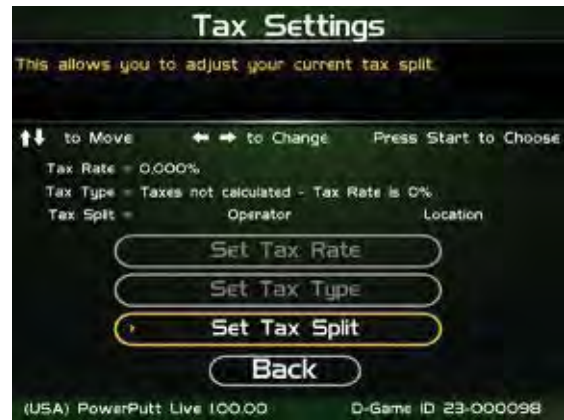 Tax Settings
This allows you to adjust your current tax split.
to Move to Change Press Start to Choose
Tax Rate = 0.000%
Tax Type = Taxes not calculated - Tax Rate is 0%
Tax Split = Operator Location
Set Tax Rate
Set Tax Type
Set Tax Split
Back
(USA) PowerPutt Live 1.00.00 D-Game ID 23-000098